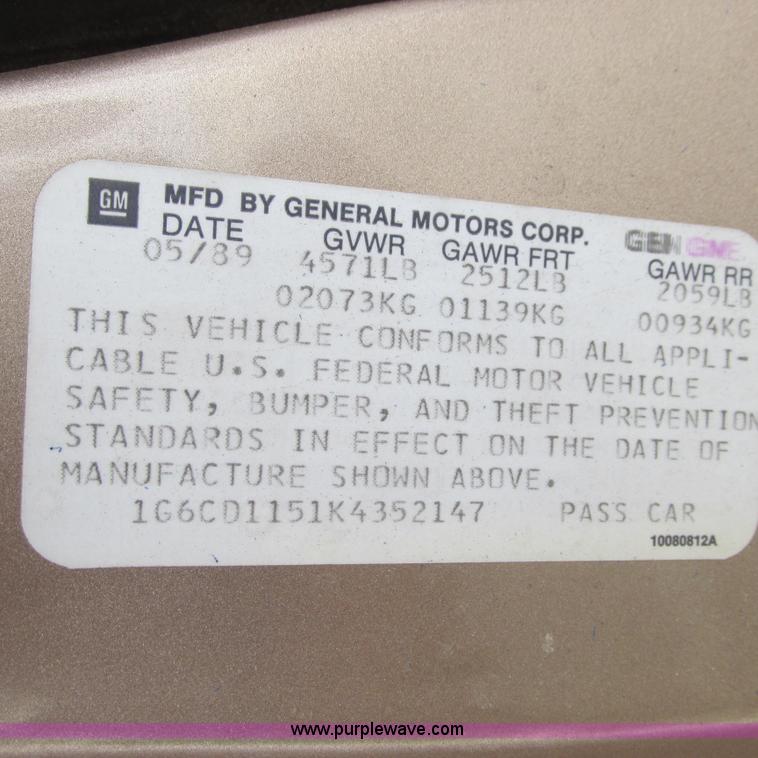 GM MFD BY GENERAL MOTORS CORP.
DATE GVWR GAWR FRT GAWR RR
05/89 4571LB 2512LB 2059LB
02073KG 01139KG 00934KG
THIS VEHICLE CONFORMS TO ALL APPLI-
CABLE U.S. FEDERAL MOTOR VEHICLE
SAFETY, BUMPER, AND THEFT PREVENTION
STANDARDS IN EFFECT ON THE DATE OF
MANUFACTURE SHOWN ABOVE.
1G6CD1151K4352147 PASS CAR
10080812A
www.purplewave.com